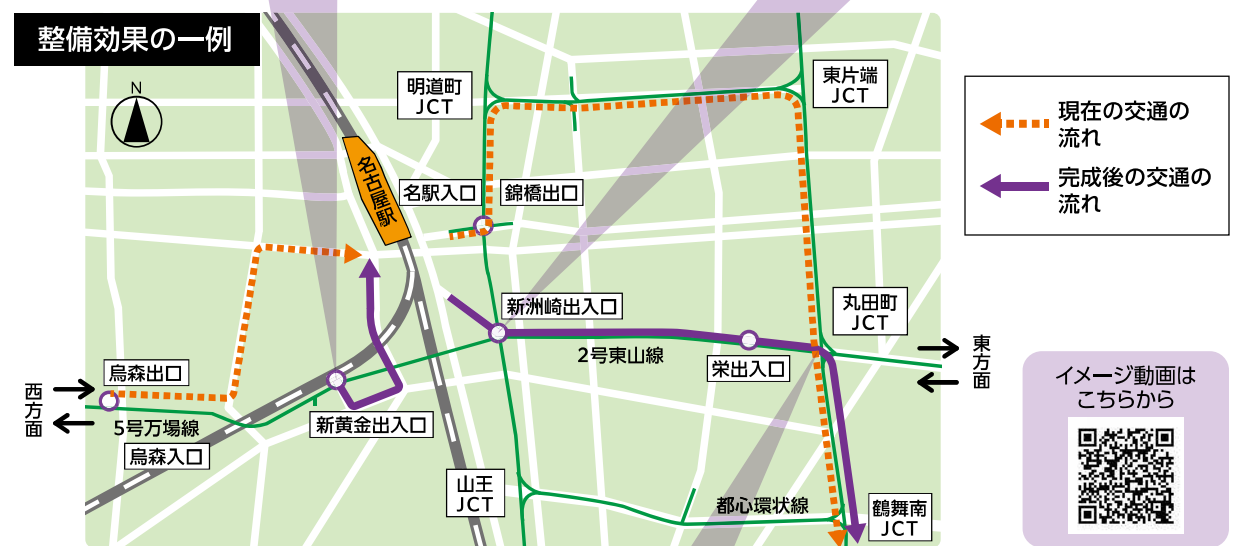 整備効果の一例
N
明道町
JCT
東片端
JCT
現在の交通の
流れ
完成後の交通の
流れ
名古屋駅
名駅入口
錦橋出口
新洲崎出入口
丸田町
JCT
2号東山線
栄出入口
東方面
烏森出口
西方面
5号万場線
烏森入口
新黄金出入口
イメージ動画は
こちらから
山王
JCT
都心環状線
鶴舞南
JCT